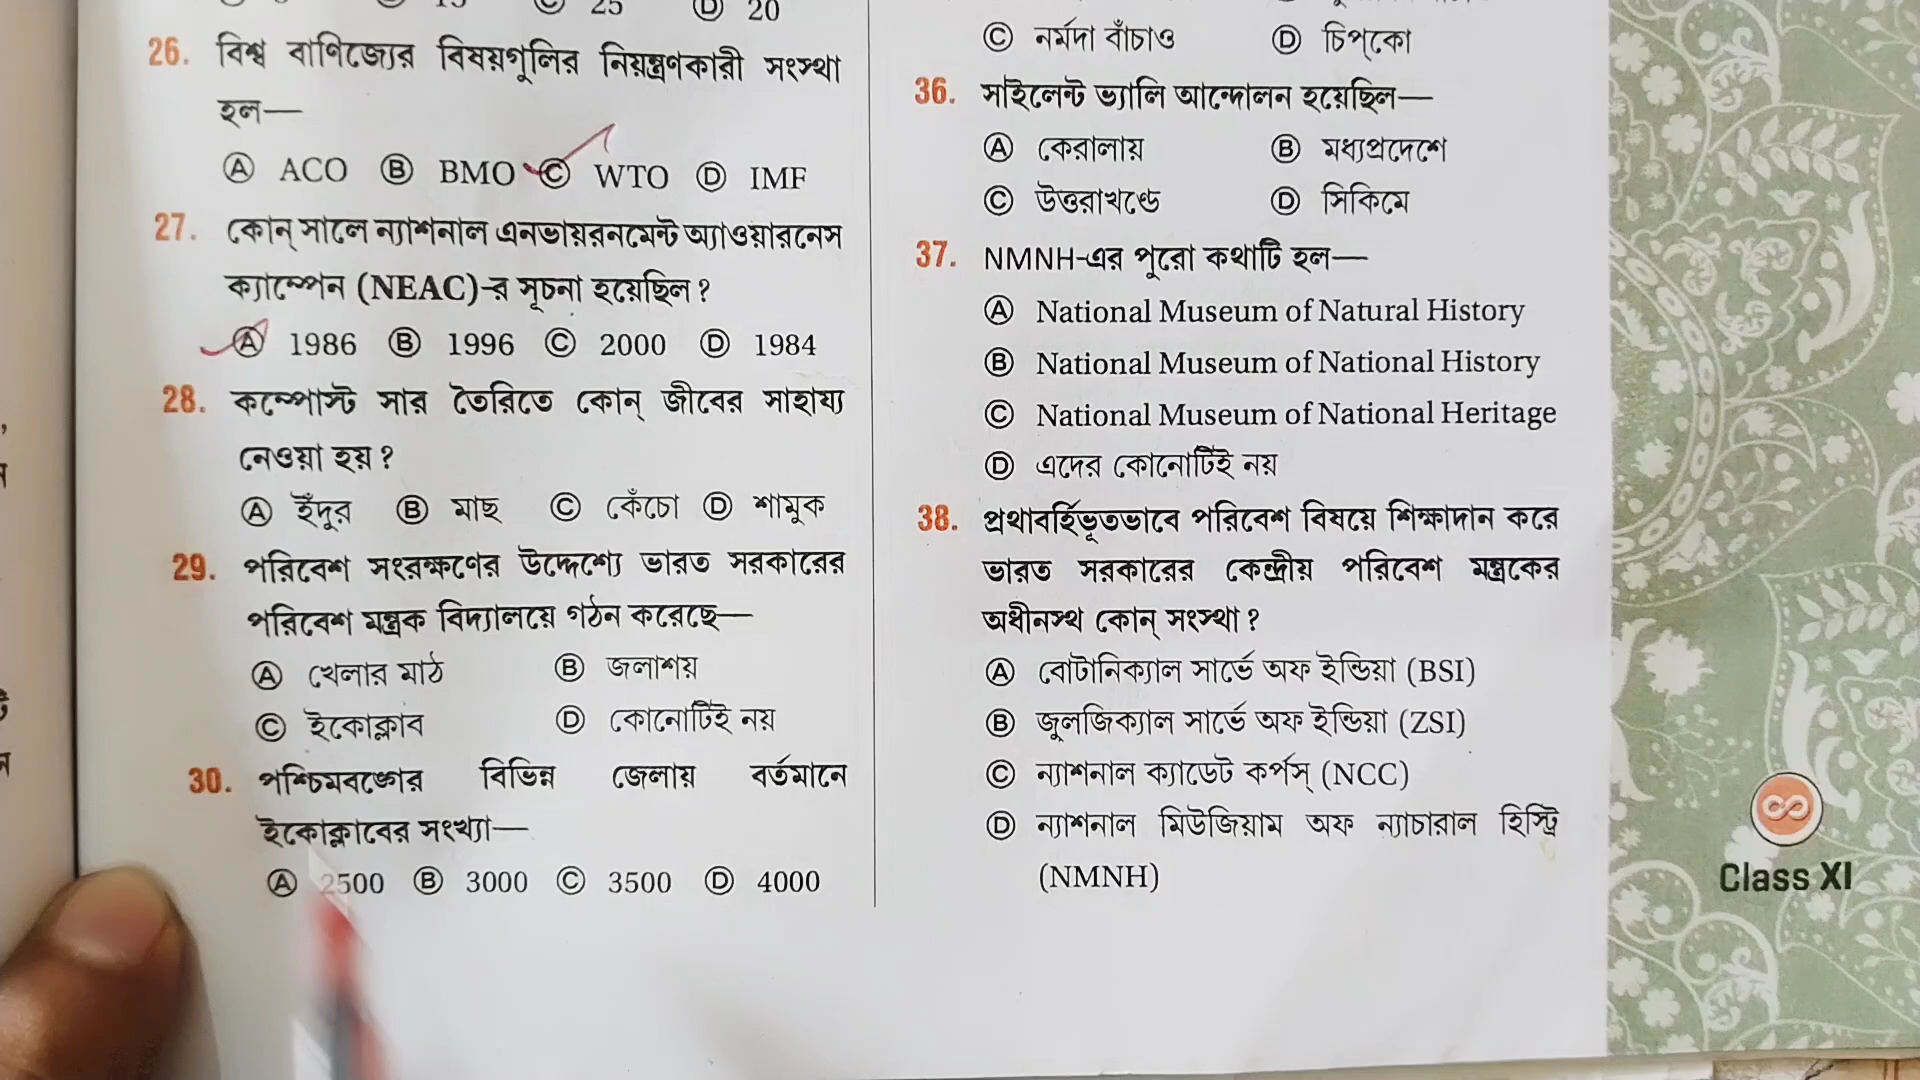 15 Ⓒ 25 Ⓓ 20
26. বিশ্ব বাণিজ্যের বিষয়গুলির নিয়ন্ত্রণকারী সংস্থা
হল—
Ⓐ ACO Ⓑ BMO Ⓒ WTO Ⓓ IMF
27. কোন্ সালে ন্যাশনাল এনভায়রনমেন্ট অ্যাওয়ারনেস
ক্যাম্পেন (NEAC)-র সূচনা হয়েছিল?
Ⓐ 1986 Ⓑ 1996 Ⓒ 2000 Ⓓ 1984
28. কম্পোস্ট সার তৈরিতে কোন্ জীবের সাহায্য
নেওয়া হয়?
Ⓐ ইঁদুর Ⓑ মাছ Ⓒ কেঁচো Ⓓ শামুক
29. পরিবেশ সংরক্ষণের উদ্দেশ্যে ভারত সরকারের
পরিবেশ মন্ত্রক বিদ্যালয়ে গঠন করেছে—
Ⓐ খেলার মাঠ Ⓑ জলাশয়
Ⓒ ইকোক্লাব Ⓓ কোনোটিই নয়
30. পশ্চিমবঙ্গের বিভিন্ন জেলায় বর্তমানে
ইকোক্লাবের সংখ্যা—
Ⓐ 2500 Ⓑ 3000 Ⓒ 3500 Ⓓ 4000
Ⓒ নর্মদা বাঁচাও Ⓓ চিপ্‌কো
36. সাইলেন্ট ভ্যালি আন্দোলন হয়েছিল—
Ⓐ কেরালায় Ⓑ মধ্যপ্রদেশে
Ⓒ উত্তরাখণ্ডে Ⓓ সিকিমে
37. NMNH-এর পুরো কথাটি হল—
Ⓐ National Museum of Natural History
Ⓑ National Museum of National History
Ⓒ National Museum of National Heritage
Ⓓ এদের কোনোটিই নয়
38. প্রথাবর্হিভূতভাবে পরিবেশ বিষয়ে শিক্ষাদান করে
ভারত সরকারের কেন্দ্রীয় পরিবেশ মন্ত্রকের
অধীনস্থ কোন্ সংস্থা?
Ⓐ বোটানিক্যাল সার্ভে অফ ইন্ডিয়া (BSI)
Ⓑ জুলজিক্যাল সার্ভে অফ ইন্ডিয়া (ZSI)
Ⓒ ন্যাশনাল ক্যাডেট কর্পস্ (NCC)
Ⓓ ন্যাশনাল মিউজিয়াম অফ ন্যাচারাল হিস্ট্রি
(NMNH)
Class XI